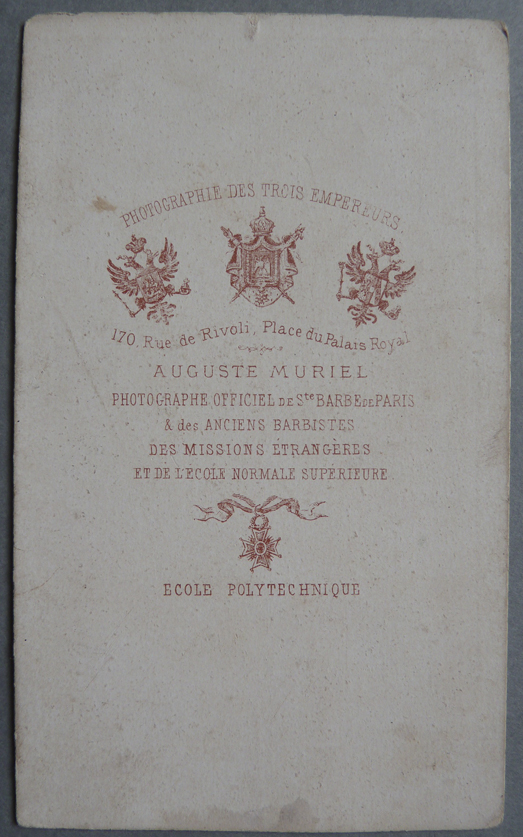 PHOTOGRAPHIE DES TROIS EMPEREURS.
170. Rue de Rivoli, Place du Palais Royal
AUGUSTE MURIEL
PHOTOGRAPHE OFFICIEL DE Ste BARBE DE PARIS
& des ANCIENS BARBISTES
DES MISSIONS ETRANGÈRES
ET DE L'ÉCOLE NORMALE SUPÉRIEURE
ECOLE POLYTECHNIQUE